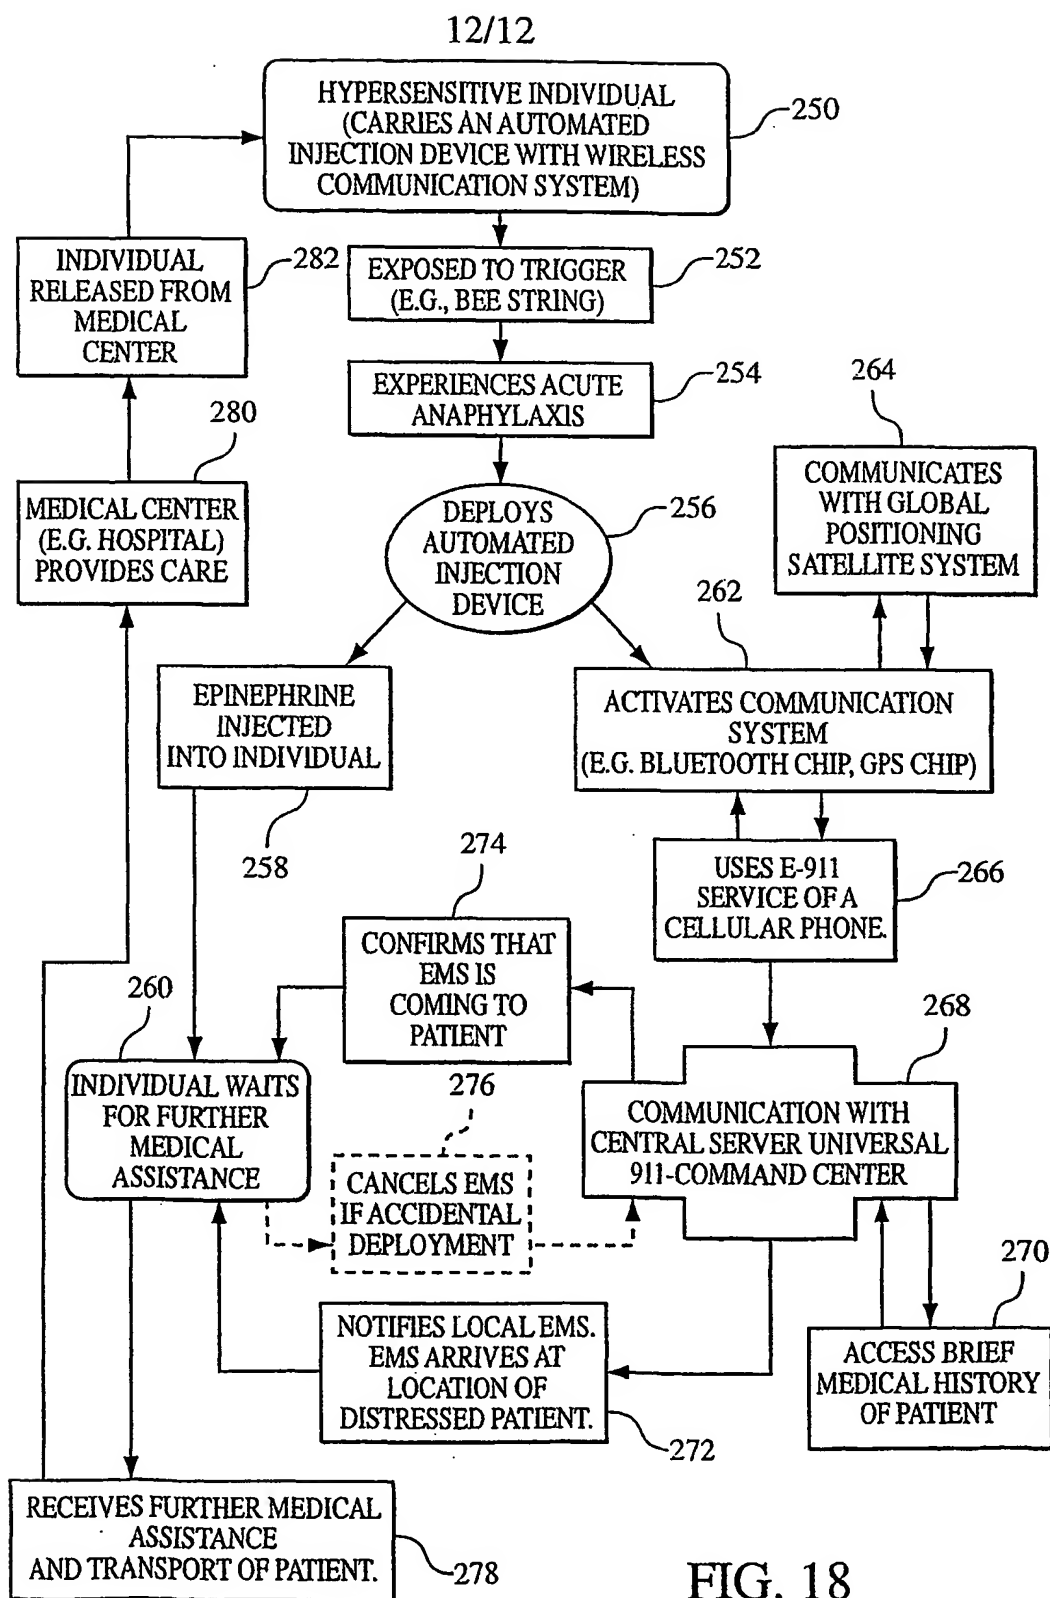 12/12
HYPERSENSITIVE INDIVIDUAL
(CARRIES AN AUTOMATED
INJECTION DEVICE WITH WIRELESS
COMMUNICATION SYSTEM)
250
INDIVIDUAL
RELEASED FROM
MEDICAL
CENTER
282
EXPOSED TO TRIGGER
(E.G., BEE STRING)
252
EXPERIENCES ACUTE
ANAPHYLAXIS
254
264
COMMUNICATES
WITH GLOBAL
POSITIONING
SATELLITE SYSTEM
280
MEDICAL CENTER
(E.G. HOSPITAL)
PROVIDES CARE
DEPLOYS
AUTOMATED
INJECTION
DEVICE
256
262
EPINEPHRINE
INJECTED
INTO INDIVIDUAL
258
ACTIVATES COMMUNICATION
SYSTEM
(E.G. BLUETOOTH CHIP, GPS CHIP)
USES E-911
SERVICE OF A
CELLULAR PHONE.
266
274
CONFIRMS THAT
EMS IS
COMING TO
PATIENT
260
INDIVIDUAL WAITS
FOR FURTHER
MEDICAL
ASSISTANCE
276
CANCELS EMS
IF ACCIDENTAL
DEPLOYMENT
268
COMMUNICATION WITH
CENTRAL SERVER UNIVERSAL
911-COMMAND CENTER
270
ACCESS BRIEF
MEDICAL HISTORY
OF PATIENT
NOTIFIES LOCAL EMS.
EMS ARRIVES AT
LOCATION OF
DISTRESSED PATIENT.
272
RECEIVES FURTHER MEDICAL
ASSISTANCE
AND TRANSPORT OF PATIENT.
278
FIG. 18